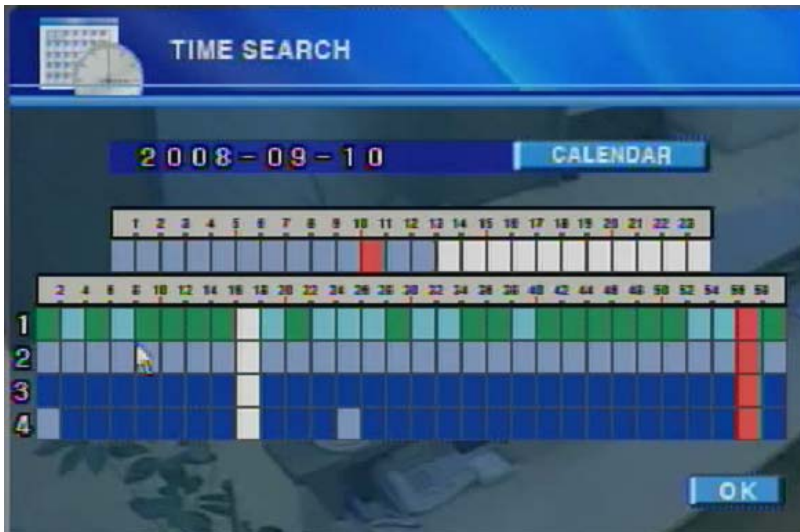 TIME SEARCH
2008-09-10 CALENDAR
1 2 3 4 5 6 7 8 9 10 11 12 13 14 15 16 17 18 19 20 21 22 23
2 4 6 8 10 12 14 16 18 20 22 24 26 28 30 32 34 36 38 40 42 44 46 48 50 52 54 56 58
1
2
3
4
OK